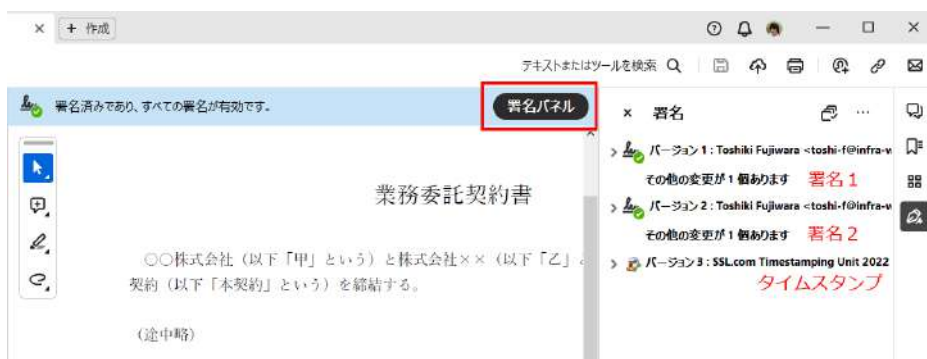 × + 作成
テキストまたはツールを検索
署名済みであり、すべての署名が有効です。
署名パネル
× 署名 …
> バージョン 1 : Toshiki Fujiwara <toshi-f@infra-w
その他の変更が 1 個あります 署名1
> バージョン 2 : Toshiki Fujiwara <toshi-f@infra-w
その他の変更が 1 個あります 署名2
> バージョン 3 : SSL.com Timestamping Unit 2022
タイムスタンプ
業務委託契約書
○○株式会社(以下「甲」という)と株式会社××(以下「乙」
契約(以下「本契約」という)を締結する。
(途中略)